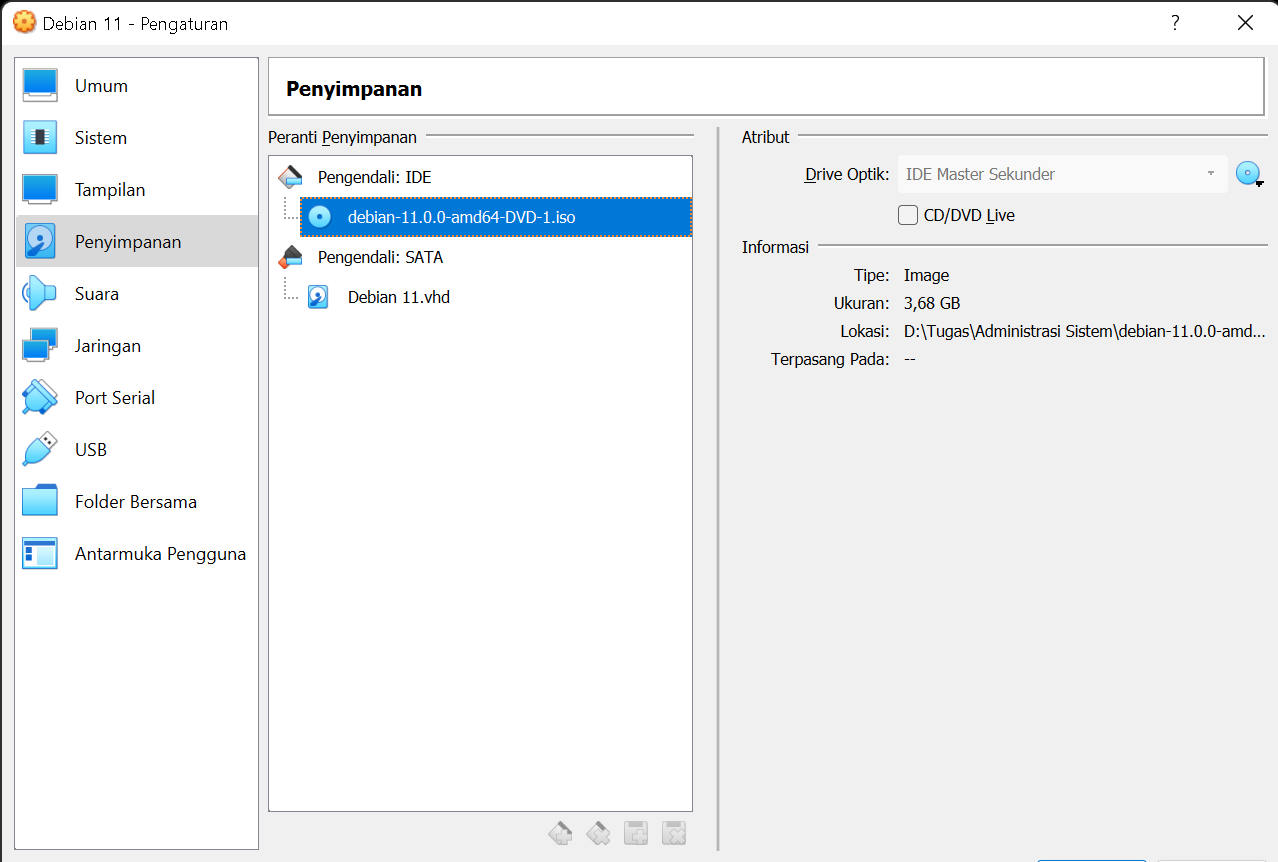 Debian 11 - Pengaturan
?
Umum
Sistem
Tampilan
Penyimpanan
Suara
Jaringan
Port Serial
USB
Folder Bersama
Antarmuka Pengguna
Penyimpanan
Peranti Penyimpanan
Pengendali: IDE
debian-11.0.0-amd64-DVD-1.iso
Pengendali: SATA
Debian 11.vhd
Atribut
Drive Optik: IDE Master Sekunder
CD/DVD Live
Informasi
Tipe: Image
Ukuran: 3,68 GB
Lokasi: D:\Tugas\Administrasi Sistem\debian-11.0.0-amd...
Terpasang Pada: --